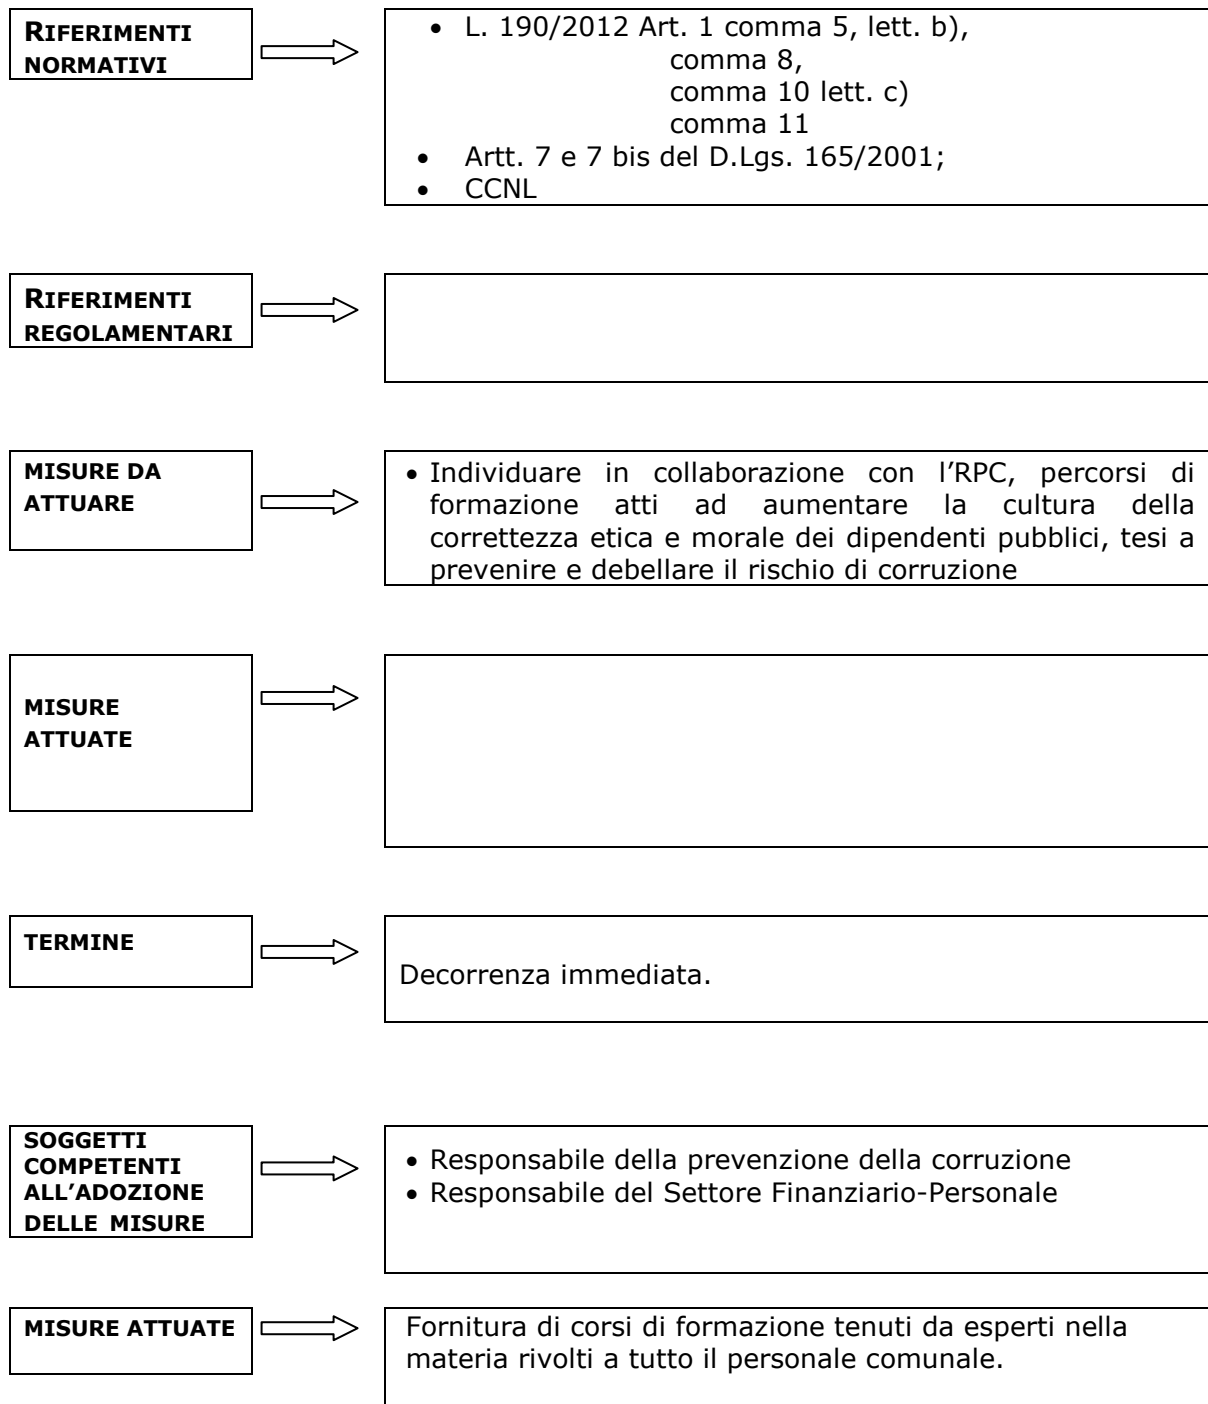 RIFERIMENTI
NORMATIVI
• L. 190/2012 Art. 1 comma 5, lett. b),
comma 8,
comma 10 lett. c)
comma 11
• Artt. 7 e 7 bis del D.Lgs. 165/2001;
• CCNL
RIFERIMENTI
REGOLAMENTARI
MISURE DA
ATTUARE
• Individuare in collaborazione con l’RPC, percorsi di
formazione atti ad aumentare la cultura della
correttezza etica e morale dei dipendenti pubblici, tesi a
prevenire e debellare il rischio di corruzione
MISURE
ATTUATE
TERMINE
Decorrenza immediata.
SOGGETTI
COMPETENTI
ALL’ADOZIONE
DELLE MISURE
• Responsabile della prevenzione della corruzione
• Responsabile del Settore Finanziario-Personale
MISURE ATTUATE
Fornitura di corsi di formazione tenuti da esperti nella
materia rivolti a tutto il personale comunale.